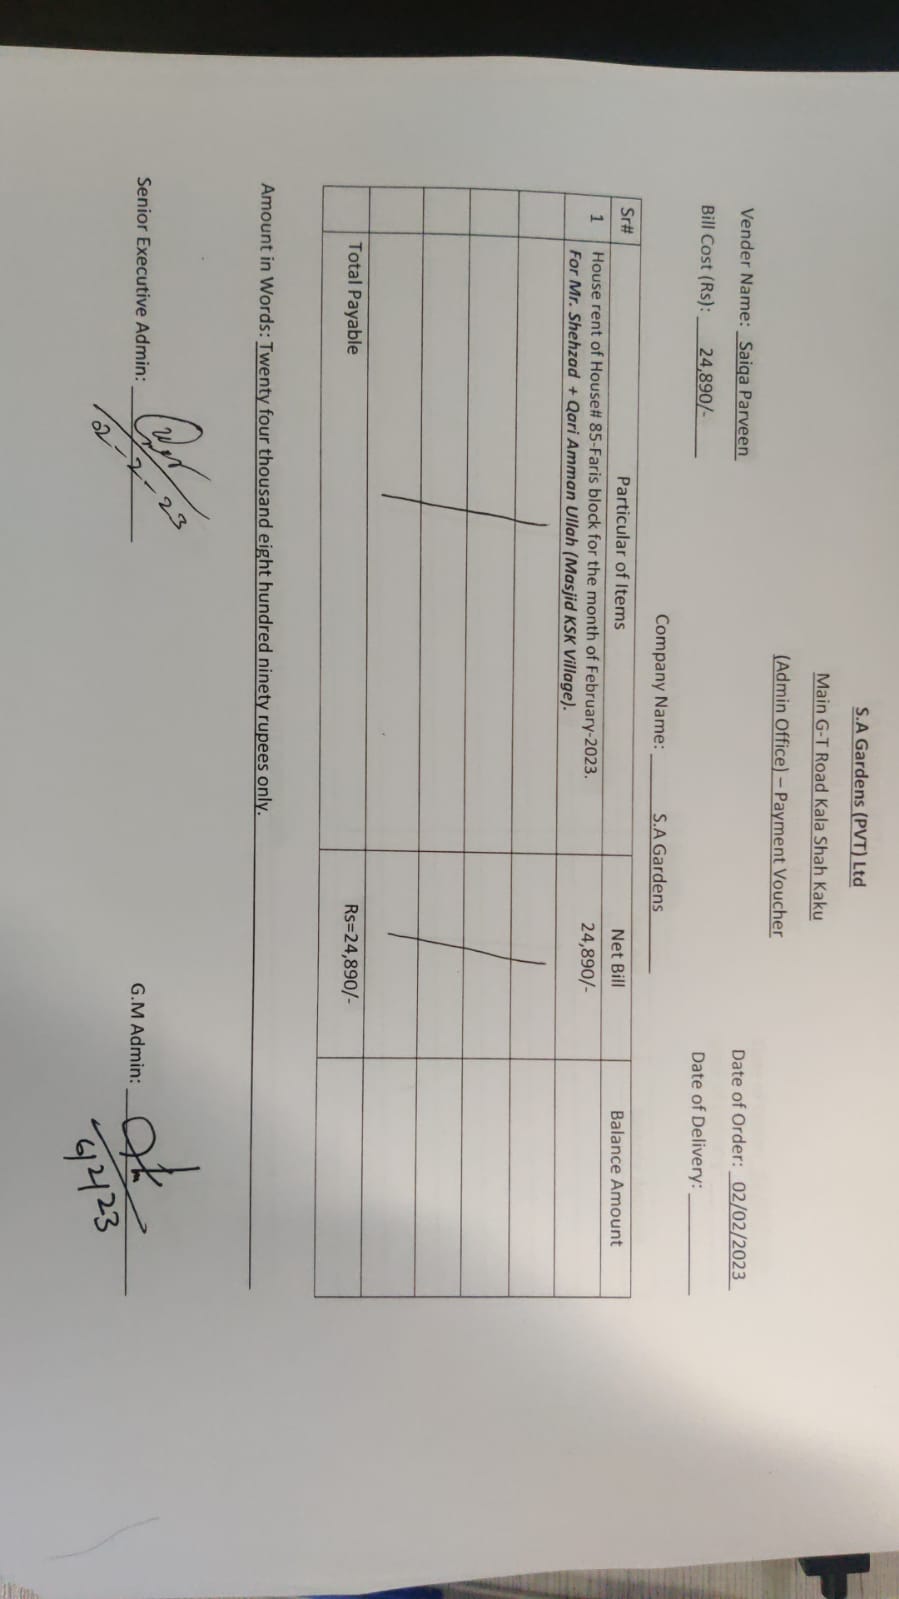 S.A Gardens (PVT) Ltd
Main G-T Road Kala Shah Kaku
(Admin Office) – Payment Voucher
Vender Name: Saiqa Parveen Date of Order: 02/02/2023
Bill Cost (Rs): 24,890/- Date of Delivery:
Company Name: S.A Gardens
Sr# Particular of Items Net Bill Balance Amount
1 House rent of House# 85-Faris block for the month of February-2023. 24,890/-
For Mr. Shehzad + Qari Amman Ullah (Masjid KSK Village).
Total Payable Rs=24,890/-
Amount in Words: Twenty four thousand eight hundred ninety rupees only.
Senior Executive Admin: G.M Admin:
2-2-23 6/2/23